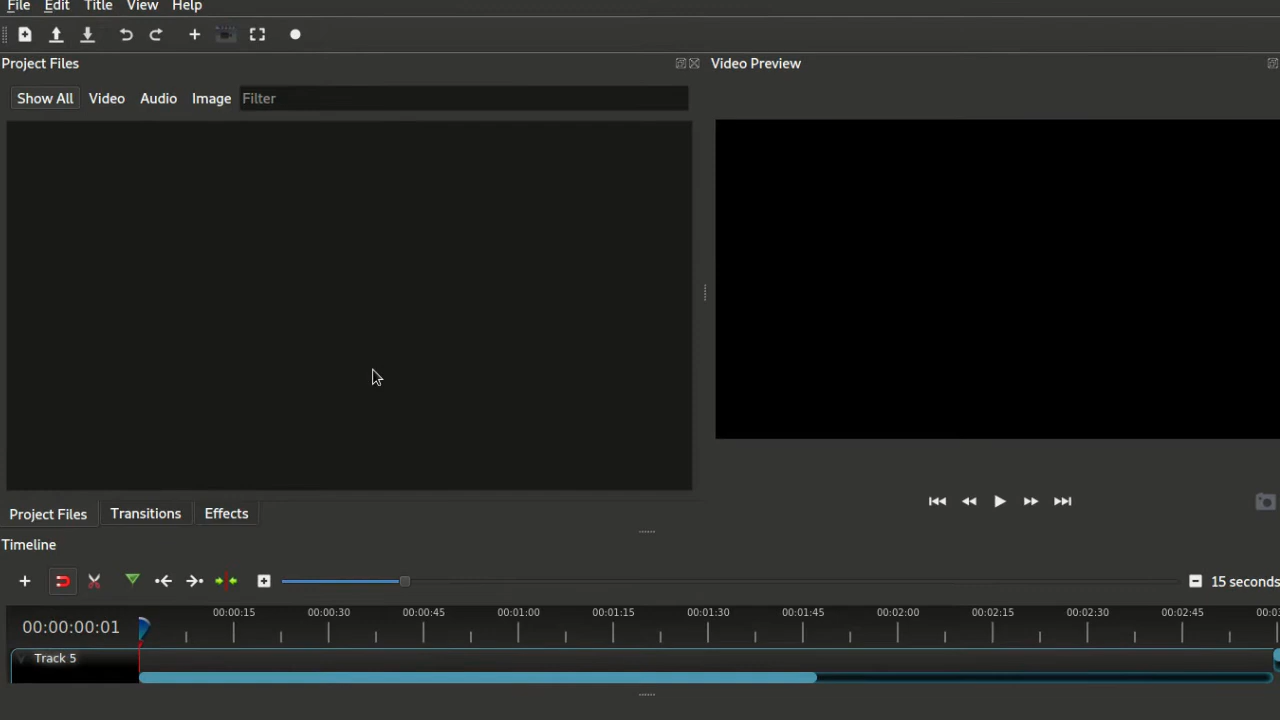 File Edit Title View Help
Project Files
Video Preview
Show All Video Audio Image Filter
Project Files Transitions Effects
Timeline
15 seconds
00:00:15 00:00:30 00:00:45 00:01:00 00:01:15 00:01:30 00:01:45 00:02:00 00:02:15 00:02:30 00:02:45
00:00:00:01
Track 5